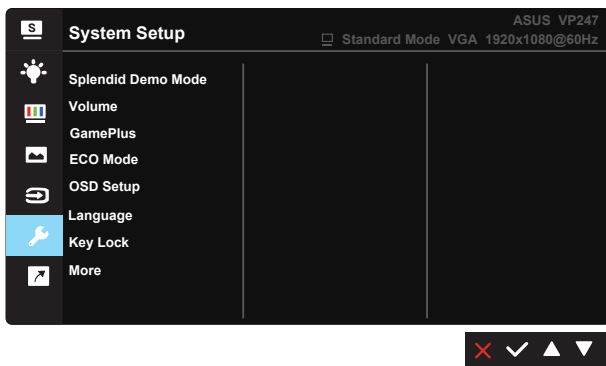 S
System Setup
ASUS VP247
Standard Mode VGA 1920x1080@60Hz
Splendid Demo Mode
Volume
GamePlus
ECO Mode
OSD Setup
Language
Key Lock
More